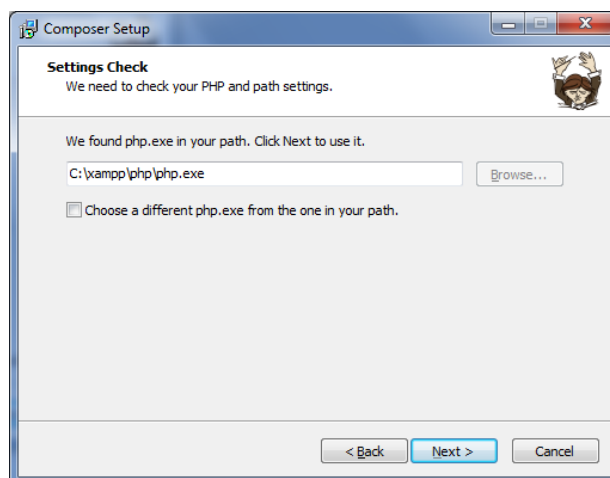 Composer Setup
Settings Check
We need to check your PHP and path settings.
We found php.exe in your path. Click Next to use it.
C:\xampp\php\php.exe
Browse...
Choose a different php.exe from the one in your path.
< Back
Next >
Cancel